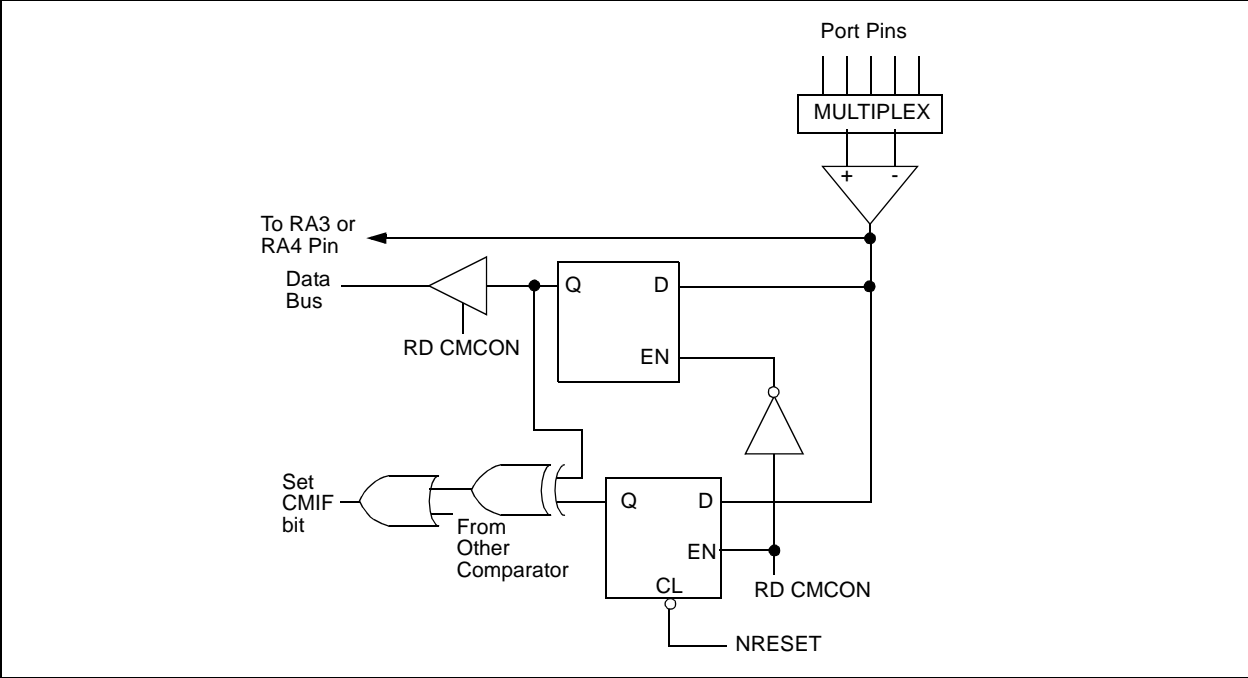 Port Pins
MULTIPLEX
+ -
To RA3 or
RA4 Pin
Data
Bus
Q D
EN
RD CMCON
Set
CMIF
bit
From
Other
Comparator
Q D
EN
CL
RD CMCON
NRESET